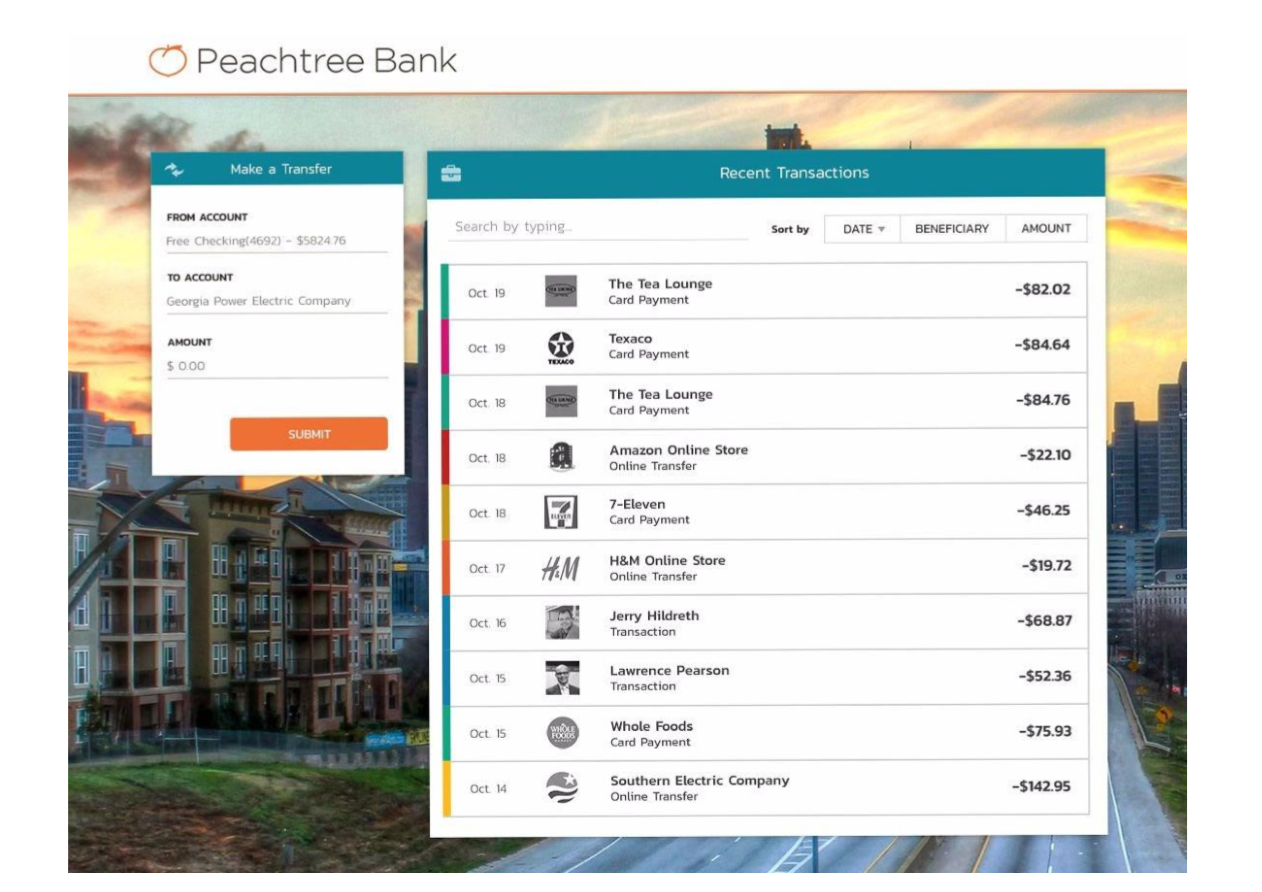 Peachtree Bank
Make a Transfer
FROM ACCOUNT
Free Checking(4692) - $5824.76
TO ACCOUNT
Georgia Power Electric Company
AMOUNT
$ 0.00
SUBMIT
Recent Transactions
Search by typing..
Sort by DATE BENEFICIARY AMOUNT
Oct. 19 The Tea Lounge -$82.02
Card Payment
Oct. 19 TEXACO Texaco -$84.64
Card Payment
Oct. 18 The Tea Lounge -$84.76
Card Payment
Oct. 18 a Amazon Online Store -$22.10
Online Transfer
Oct. 18 7 ELEVEN 7-Eleven -$46.25
Card Payment
Oct. 17 H&M H&M Online Store -$19.72
Online Transfer
Oct. 16 Jerry Hildreth -$68.87
Transaction
Oct. 15 Lawrence Pearson -$52.36
Transaction
Oct. 15 WHOLE FOODS Whole Foods -$75.93
Card Payment
Oct. 14 Southern Electric Company -$142.95
Online Transfer